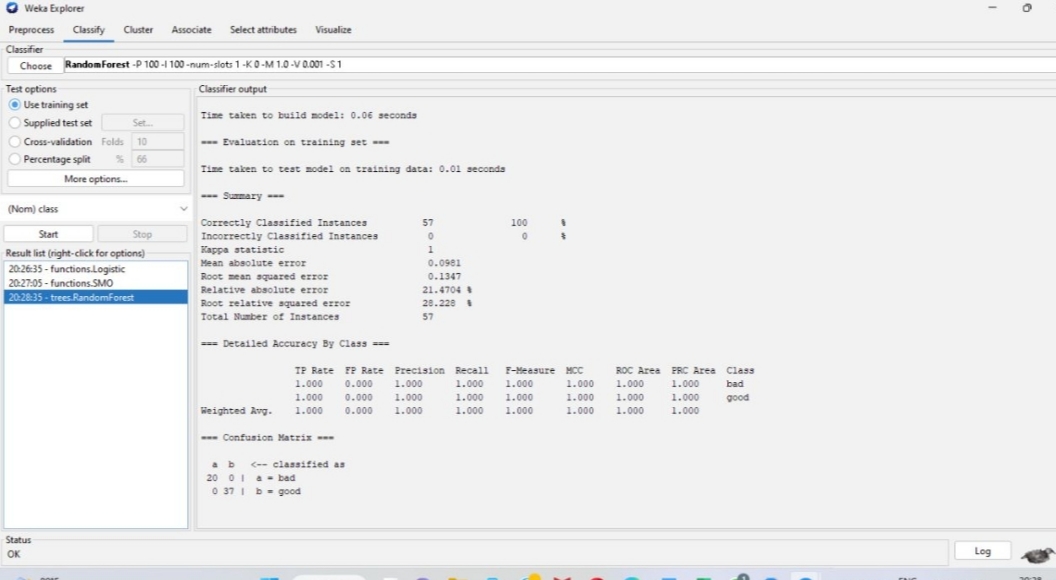 Weka Explorer
Preprocess Classify Cluster Associate Select attributes Visualize
Classifier
Choose RandomForest -P 100 -I 100 -num-slots 1 -K 0 -M 1.0 -V 0.001 -S 1
Test options
Use training set
Supplied test set Set...
Cross-validation Folds 10
Percentage split % 66
More options...
(Nom) class
Start Stop
Result list (right-click for options)
20:26:35 - functions.Logistic
20:27:05 - functions.SMO
20:28:35 - trees.RandomForest
Classifier output
Time taken to build model: 0.06 seconds
=== Evaluation on training set ===
Time taken to test model on training data: 0.01 seconds
=== Summary ===
Correctly Classified Instances 57 100 %
Incorrectly Classified Instances 0 0 %
Kappa statistic 1
Mean absolute error 0.0981
Root mean squared error 0.1347
Relative absolute error 21.4704 %
Root relative squared error 28.228 %
Total Number of Instances 57
=== Detailed Accuracy By Class ===
TP Rate FP Rate Precision Recall F-Measure MCC ROC Area PRC Area Class
1.000 0.000 1.000 1.000 1.000 1.000 1.000 1.000 bad
1.000 0.000 1.000 1.000 1.000 1.000 1.000 1.000 good
Weighted Avg. 1.000 0.000 1.000 1.000 1.000 1.000 1.000 1.000
=== Confusion Matrix ===
a b <-- classified as
20 0 | a = bad
0 37 | b = good
Status
OK
Log